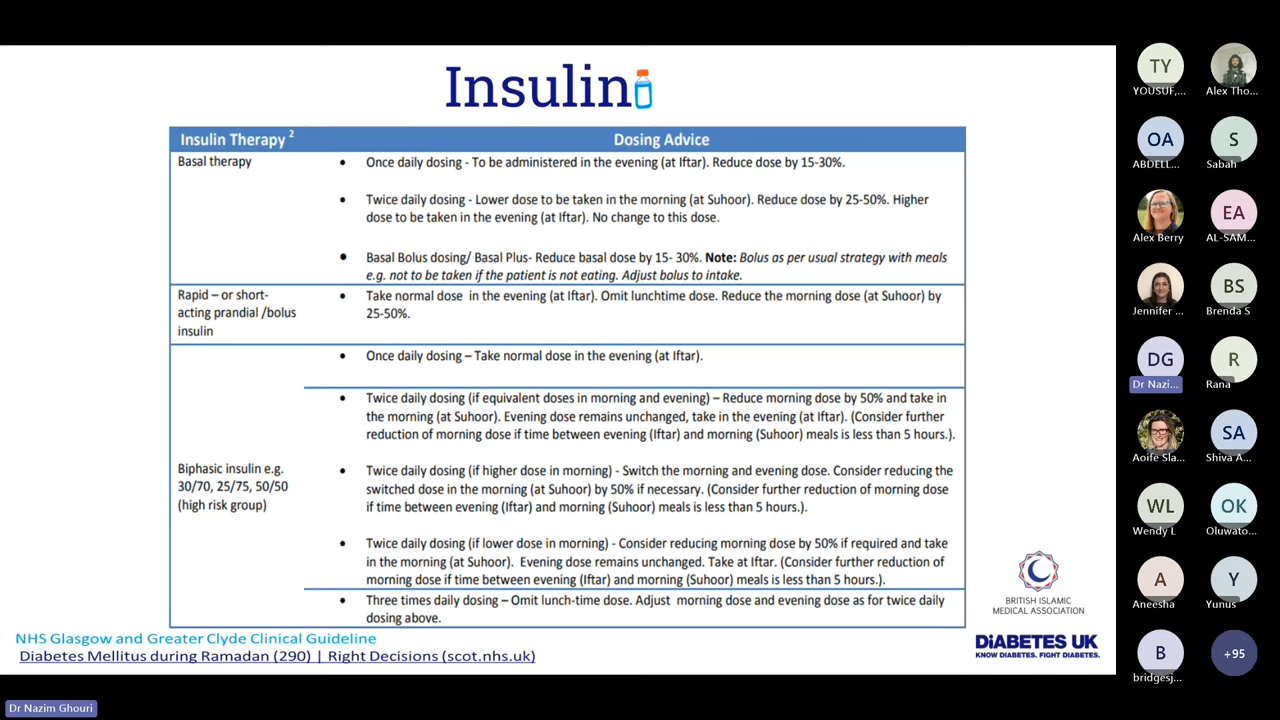 Insulin
Insulin Therapy 2
Dosing Advice
Basal therapy
• Once daily dosing - To be administered in the evening (at Iftar). Reduce dose by 15-30%.
• Twice daily dosing - Lower dose to be taken in the morning (at Suhoor). Reduce dose by 25-50%. Higher
dose to be taken in the evening (at Iftar). No change to this dose.
• Basal Bolus dosing/ Basal Plus- Reduce basal dose by 15- 30%. Note: Bolus as per usual strategy with meals
e.g. not to be taken if the patient is not eating. Adjust bolus to intake.
Rapid – or short-
acting prandial /bolus
insulin
• Take normal dose in the evening (at Iftar). Omit lunchtime dose. Reduce the morning dose (at Suhoor) by
25-50%.
Biphasic insulin e.g.
30/70, 25/75, 50/50
(high risk group)
• Once daily dosing – Take normal dose in the evening (at Iftar).
• Twice daily dosing (if equivalent doses in morning and evening) – Reduce morning dose by 50% and take in
the morning (at Suhoor). Evening dose remains unchanged, take in the evening (at Iftar). (Consider further
reduction of morning dose if time between evening (Iftar) and morning (Suhoor) meals is less than 5 hours.).
• Twice daily dosing (if higher dose in morning) - Switch the morning and evening dose. Consider reducing the
switched dose in the morning (at Suhoor) by 50% if necessary. (Consider further reduction of morning dose
if time between evening (Iftar) and morning (Suhoor) meals is less than 5 hours.).
• Twice daily dosing (if lower dose in morning) - Consider reducing morning dose by 50% if required and take
in the morning (at Suhoor). Evening dose remains unchanged. Take at Iftar. (Consider further reduction of
morning dose if time between evening (Iftar) and morning (Suhoor) meals is less than 5 hours.).
• Three times daily dosing – Omit lunch-time dose. Adjust morning dose and evening dose as for twice daily
dosing above.
NHS Glasgow and Greater Clyde Clinical Guideline
Diabetes Mellitus during Ramadan (290) | Right Decisions (scot.nhs.uk)
BRITISH ISLAMIC
MEDICAL ASSOCIATION
DiABETES UK
KNOW DIABETES. FIGHT DIABETES.
Dr Nazim Ghouri
TY
YOUSUF,...
Alex Tho...
OA
ABDELL...
S
Sabah
Alex Berry
EA
AL-SAM...
Jennifer ...
BS
Brenda S
DG
Dr Nazi...
R
Rana
Aoife Sla...
SA
Shiva A...
WL
Wendy L
OK
Oluwato...
A
Aneesha
Y
Yunus
B
bridgesj...
+95